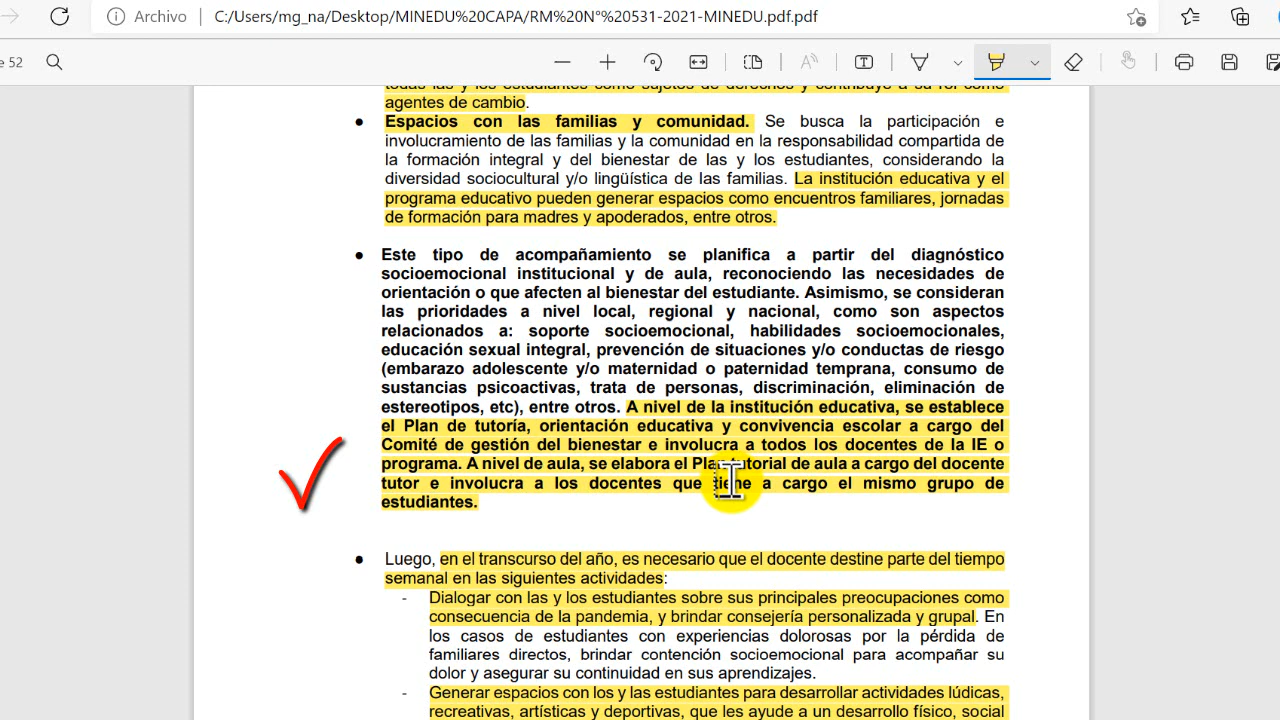 Archivo
C:/Users/mg_na/Desktop/MINEDU%20CAPA/RM%20N°%20531-2021-MINEDU.pdf.pdf
e 52
todas las y los estudiantes como sujetos de derechos y contribuye a su rol como
agentes de cambio.
● Espacios con las familias y comunidad. Se busca la participación e
involucramiento de las familias y la comunidad en la responsabilidad compartida de
la formación integral y del bienestar de las y los estudiantes, considerando la
diversidad sociocultural y/o lingüística de las familias. La institución educativa y el
programa educativo pueden generar espacios como encuentros familiares, jornadas
de formación para madres y apoderados, entre otros.
● Este tipo de acompañamiento se planifica a partir del diagnóstico
socioemocional institucional y de aula, reconociendo las necesidades de
orientación o que afecten al bienestar del estudiante. Asimismo, se consideran
las prioridades a nivel local, regional y nacional, como son aspectos
relacionados a: soporte socioemocional, habilidades socioemocionales,
educación sexual integral, prevención de situaciones y/o conductas de riesgo
(embarazo adolescente y/o maternidad o paternidad temprana, consumo de
sustancias psicoactivas, trata de personas, discriminación, eliminación de
estereotipos, etc), entre otros. A nivel de la institución educativa, se establece
el Plan de tutoría, orientación educativa y convivencia escolar a cargo del
Comité de gestión del bienestar e involucra a todos los docentes de la IE o
programa. A nivel de aula, se elabora el Plan tutorial de aula a cargo del docente
tutor e involucra a los docentes que tiene a cargo el mismo grupo de
estudiantes.
● Luego, en el transcurso del año, es necesario que el docente destine parte del tiempo
semanal en las siguientes actividades:
- Dialogar con las y los estudiantes sobre sus principales preocupaciones como
consecuencia de la pandemia, y brindar consejería personalizada y grupal. En
los casos de estudiantes con experiencias dolorosas por la pérdida de
familiares directos, brindar contención socioemocional para acompañar su
dolor y asegurar su continuidad en sus aprendizajes.
- Generar espacios con los y las estudiantes para desarrollar actividades lúdicas,
recreativas, artísticas y deportivas, que les ayude a un desarrollo físico, social